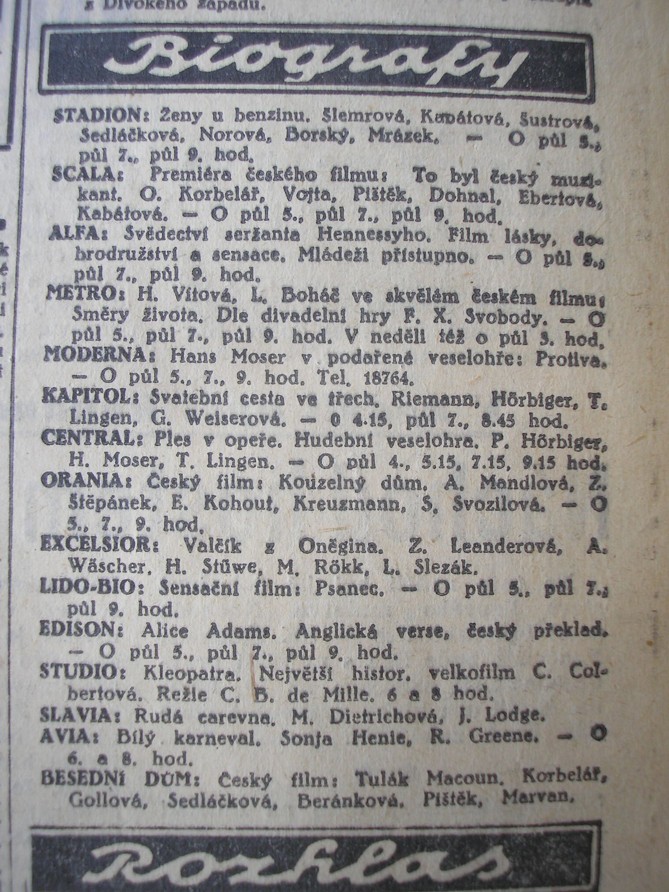 z Divokého západu.
Biografy
STADION: Ženy u benzinu. Šlemrová, Kabátová, Šustrová,
Sedláčková, Norová, Borský, Mrázek. — O půl 5.,
půl 7., půl 9. hod.
SCALA: Premiéra českého filmu: To byl český muzi-
kant. O. Korbelář, Vojta, Pištěk, Dohnal, Ebertová,
Kabátová. — O půl 5., půl 7., půl 9. hod.
ALFA: Svědectví seržanta Hennessyho. Film lásky, do-
brodružství a sensace. Mládeži přístupno. — O půl 5.,
půl 7., půl 9. hod.
METRO: H. Vítová, L. Boháč ve skvělém českém filmu:
Směry života. Dle divadelní hry F. X. Svobody. — O
půl 5., půl 7., půl 9. hod. V neděli též o půl 3. hod.
MODERNA: Hans Moser v podařené veselohře: Protiva.
— O půl 5., 7., 9. hod. Tel. 18764.
KAPITOL: Svatební cesta ve třech. Riemann, Hörbiger, T.
Lingen, G. Weiserová. — 0 4.15, půl 7., 8.45 hod.
CENTRAL: Ples v opeře. Hudební veselohra. P. Hörbiger,
H. Moser, T. Lingen. — O půl 4., 5.15, 7.15, 9.15 hod.
ORANIA: Český film: Kouzelný dům. A. Mandlová, Z.
Štěpánek, E. Kohout, Kreuzmann, S. Svozilová. — O
5., 7., 9. hod.
EXCELSIOR: Valčík z Oněgina. Z. Leanderová, A.
Wäscher, H. Stüwe, M. Rökk, L. Slezák.
LIDO-BIO: Sensační film: Psanec. — O půl 5., půl 7.,
půl 9. hod.
EDISON: Alice Adams. Anglická verse, český překlad.
— O půl 5., půl 7., půl 9. hod.
STUDIO: Kleopatra. Největší histor. velkofilm C. Col-
bertová. Režie C. B. de Mille. 6 a 8 hod.
SLAVIA: Rudá carevna. M. Dietrichová, J. Lodge.
AVIA: Bílý karneval. Sonja Henie, R. Greene. — O
6. a 8. hod.
BESEDNÍ DŮM: Český film: Tulák Macoun. Korbelář,
Gollová, Sedláčková, Beránková, Pištěk, Marvan.
Rozhlas